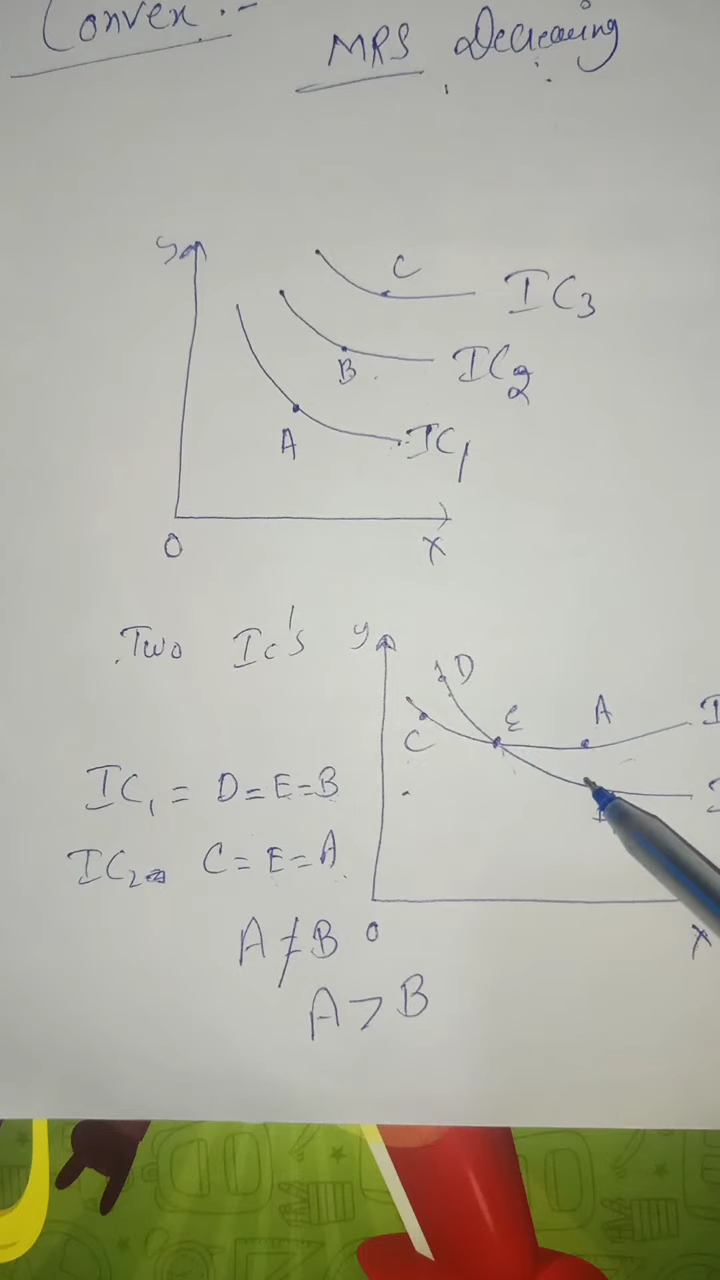 Convex :-
MRS Decreasing
y
C
IC3
B
IC2
A
IC1
O
X
Two IC's
y
D
E
A
C
IC1 = D=E=B
IC2= C=E=A
A≠B
O
X
A>B